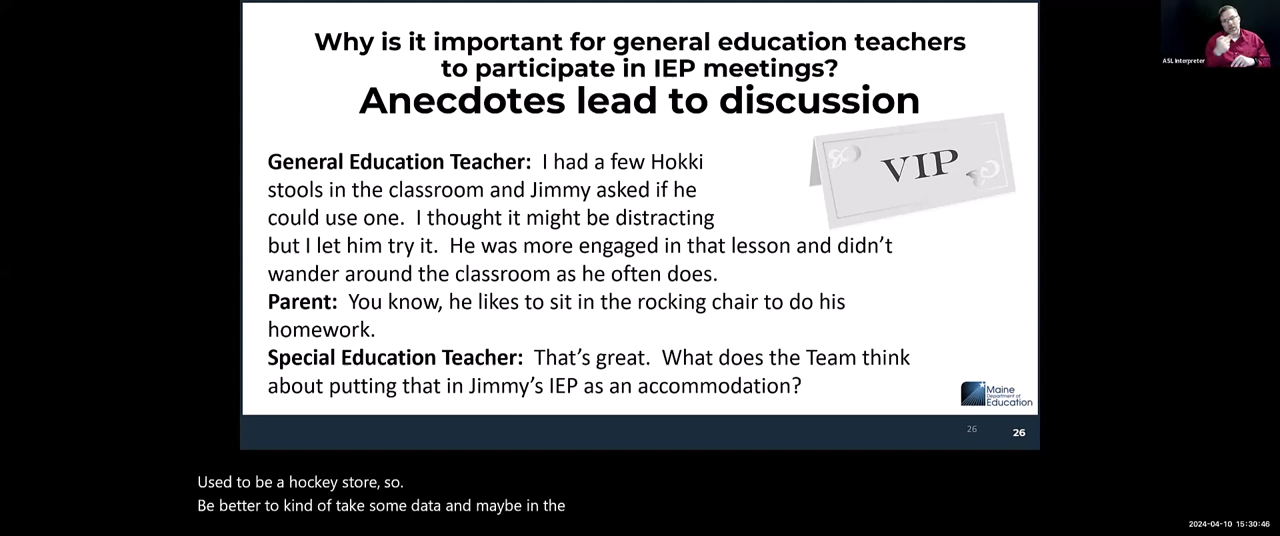 Why is it important for general education teachers
to participate in IEP meetings?
Anecdotes lead to discussion
VIP
General Education Teacher: I had a few Hokki
stools in the classroom and Jimmy asked if he
could use one. I thought it might be distracting
but I let him try it. He was more engaged in that lesson and didn't
wander around the classroom as he often does.
Parent: You know, he likes to sit in the rocking chair to do his
homework.
Special Education Teacher: That's great. What does the Team think
about putting that in Jimmy's IEP as an accommodation?
Maine
Department of
Education
26
26
ASL Interpreter
Used to be a hockey store, so.
Be better to kind of take some data and maybe in the
2024-04-10 15:30:46